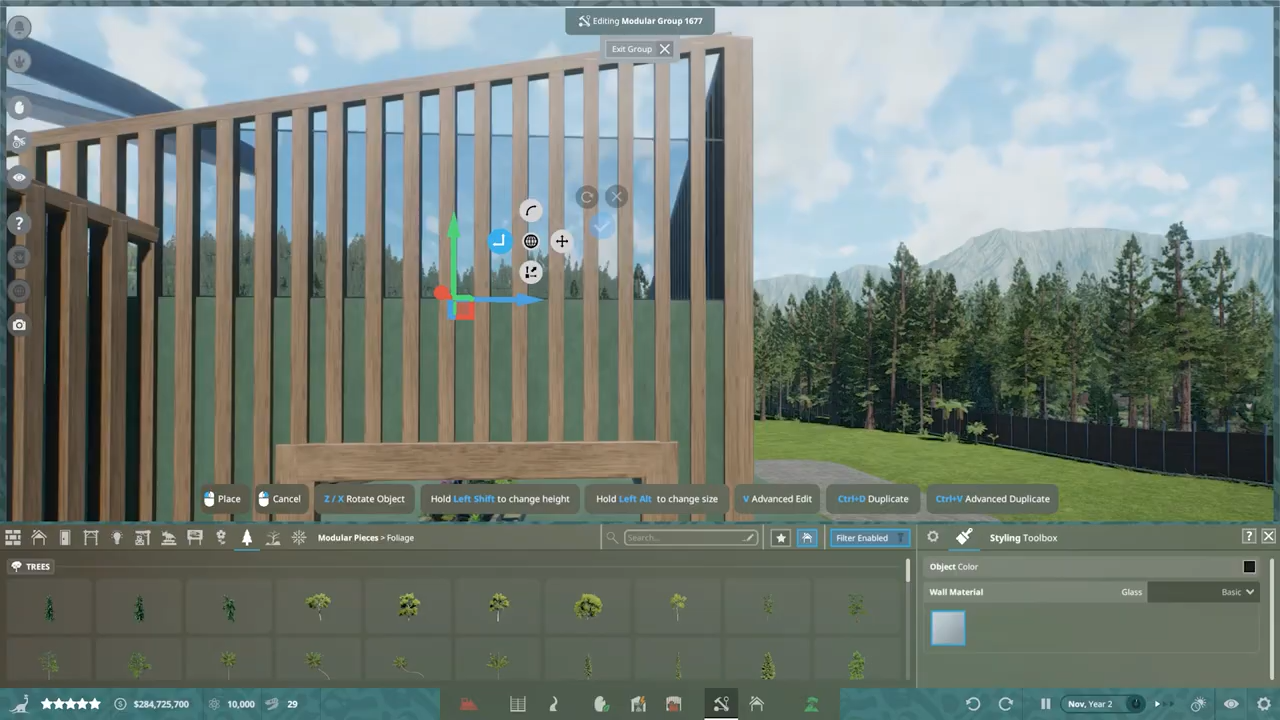 Editing Modular Group 1677
Exit Group
Place
Cancel
Z / X Rotate Object
Hold Left Shift to change height
Hold Left Alt to change size
V Advanced Edit
Ctrl+D Duplicate
Ctrl+V Advanced Duplicate
Modular Pieces > Foliage
Search...
Filter Enabled
Styling Toolbox
?
TREES
Object Color
Wall Material
Glass
Basic
$284,725,700
10,000
29
Nov, Year 2
?